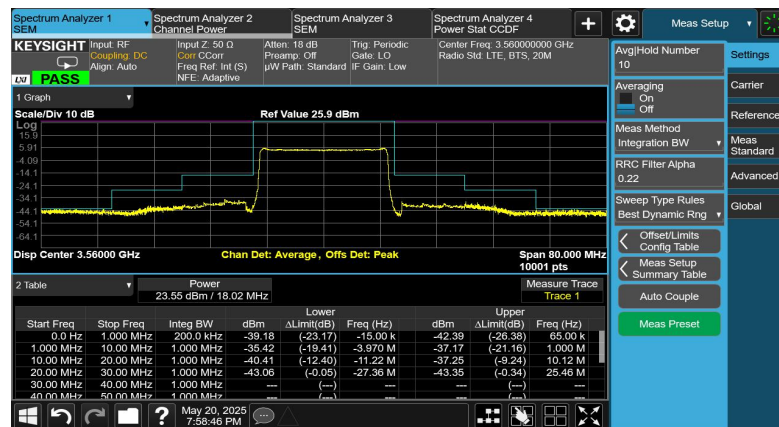 Spectrum Analyzer 1
SEM
Spectrum Analyzer 2
Channel Power
Spectrum Analyzer 3
SEM
Spectrum Analyzer 4
Power Stat CCDF
+
Meas Setup
KEYSIGHT
LXI
PASS
Input: RF
Coupling: DC
Align: Auto
Input Z: 50 Ω
Corr CCorr
Freq Ref: Int (S)
NFE: Adaptive
Atten: 18 dB
Preamp: Off
µW Path: Standard
Trig: Periodic
Gate: LO
IF Gain: Low
Center Freq: 3.560000000 GHz
Radio Std: LTE, BTS, 20M
1 Graph
Scale/Div 10 dB
Ref Value 25.9 dBm
Log
15.9
5.91
-4.09
-14.1
-24.1
-34.1
-44.1
-54.1
-64.1
Disp Center 3.56000 GHz
Chan Det: Average, Offs Det: Peak
Span 80.000 MHz
10001 pts
2 Table
Power
23.55 dBm / 18.02 MHz
Measure Trace
Trace 1
Lower Upper
Start Freq Stop Freq Integ BW dBm ΔLimit(dB) Freq (Hz) dBm ΔLimit(dB) Freq (Hz)
0.0 Hz 1.000 MHz 200.0 kHz -39.18 (-23.17) -15.00 k -42.39 (-26.38) 65.00 k
1.000 MHz 10.00 MHz 1.000 MHz -35.42 (-19.41) -3.970 M -37.17 (-21.16) 1.000 M
10.00 MHz 20.00 MHz 1.000 MHz -40.41 (-12.40) -11.22 M -37.25 (-9.24) 10.12 M
20.00 MHz 30.00 MHz 1.000 MHz -43.06 (-0.05) -27.36 M -43.35 (-0.34) 25.46 M
30.00 MHz 40.00 MHz 1.000 MHz --- (---) --- --- (---) ---
40.00 MHz 50.00 MHz 1.000 MHz --- (---) --- --- (---) ---
?
May 20, 2025
7:58:46 PM
Avg|Hold Number
10
Averaging
On
Off
Meas Method
Integration BW
RRC Filter Alpha
0.22
Sweep Type Rules
Best Dynamic Rng
Offset/Limits
Config Table
Meas Setup
Summary Table
Auto Couple
Meas Preset
Settings
Carrier
Reference
Meas
Standard
Advanced
Global